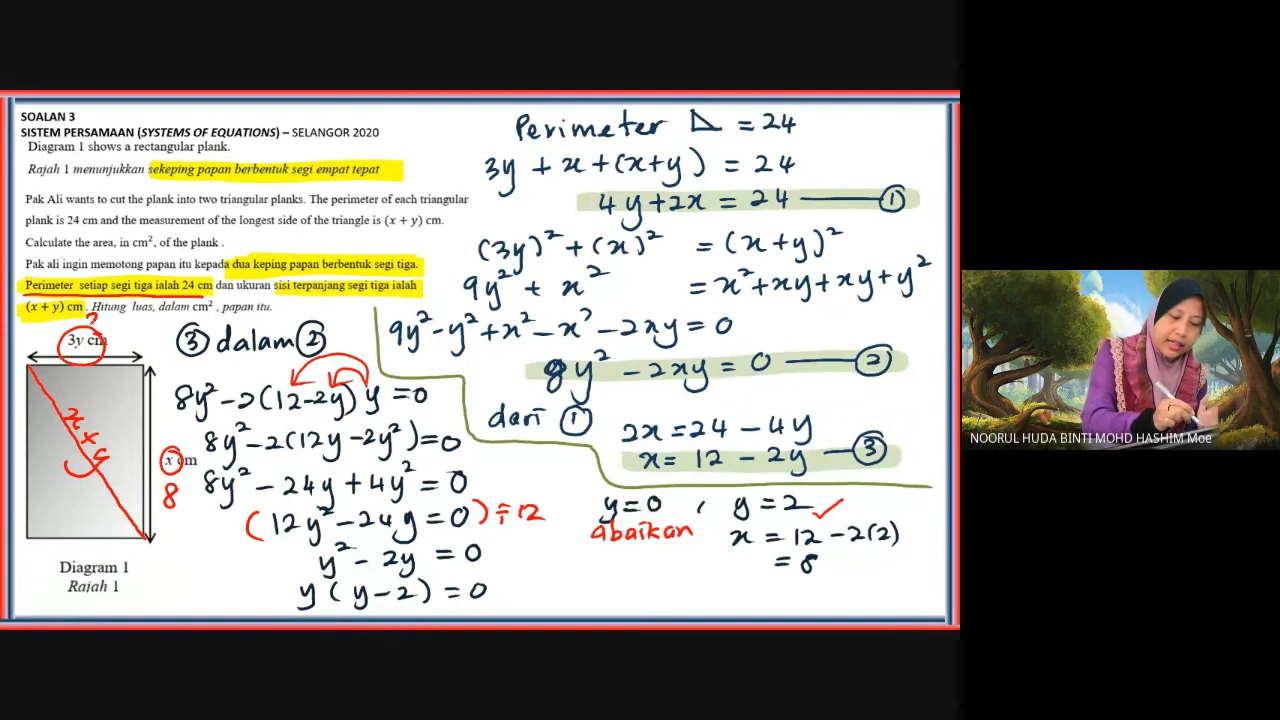 SOALAN 3
SISTEM PERSAMAAN (SYSTEMS OF EQUATIONS) – SELANGOR 2020
Diagram 1 shows a rectangular plank.
Rajah 1 menunjukkan sekeping papan berbentuk segi empat tepat
Pak Ali wants to cut the plank into two triangular planks. The perimeter of each triangular
plank is 24 cm and the measurement of the longest side of the triangle is (x + y) cm.
Calculate the area, in cm², of the plank .
Pak ali ingin memotong papan itu kepada dua keping papan berbentuk segi tiga.
Perimeter setiap segi tiga ialah 24 cm dan ukuran sisi terpanjang segi tiga ialah
(x + y) cm. Hitung luas, dalam cm² , papan itu.
?
3y cm
x + y
x cm
8
Diagram 1
Rajah 1
Perimeter △ = 24
3y + x + (x+y) = 24
4y + 2x = 24 ——— ①
(3y)² + (x)² = (x+y)²
9y² + x² = x² + xy + xy + y²
9y² - y² + x² - x² - 2xy = 0
8y² - 2xy = 0 ——— ②
dari ①
2x = 24 - 4y
x = 12 - 2y — ③
③ dalam ②
8y² - 2(12-2y)y = 0
8y² - 2(12y - 2y²) = 0
8y² - 24y + 4y² = 0
(12y² - 24y = 0) ÷ 12
y² - 2y = 0
y(y-2) = 0
y = 0 , y = 2 ✓
abaikan
x = 12 - 2(2)
= 8
NOORUL HUDA BINTI MOHD HASHIM Moe